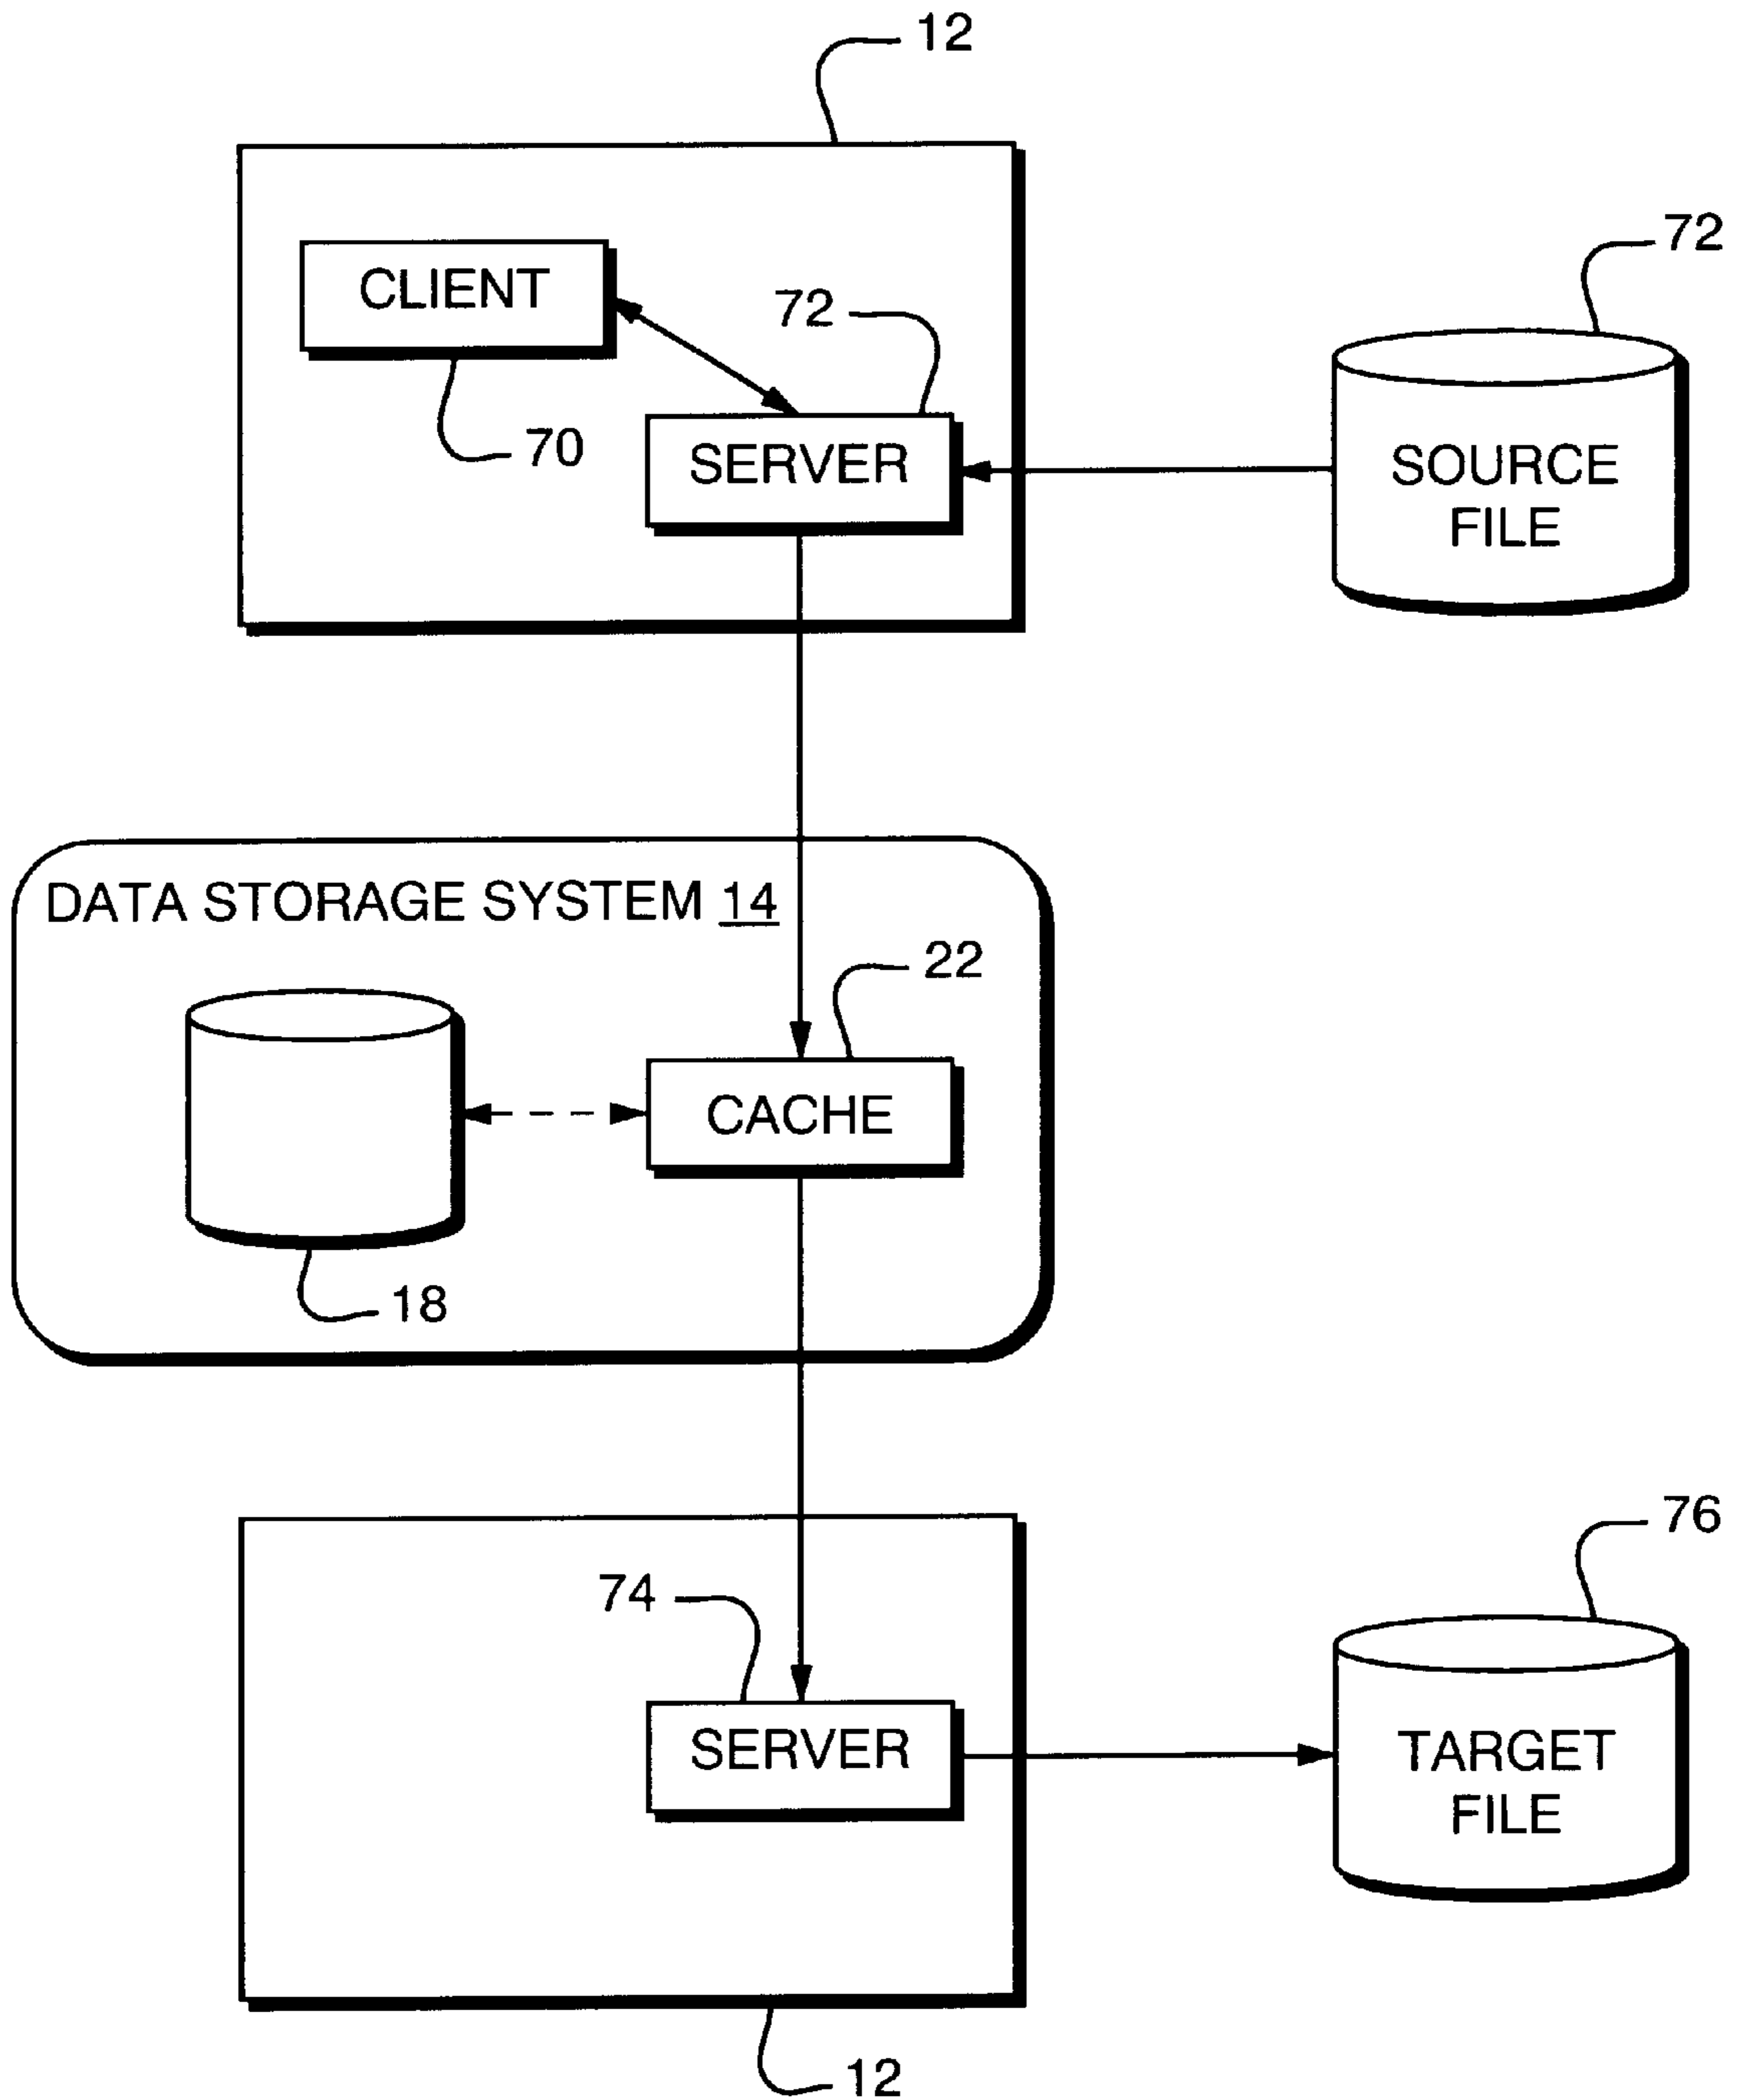 12
72
CLIENT
72
70
SERVER
SOURCE
FILE
DATA STORAGE SYSTEM 14
22
CACHE
18
76
74
SERVER
TARGET
FILE
12